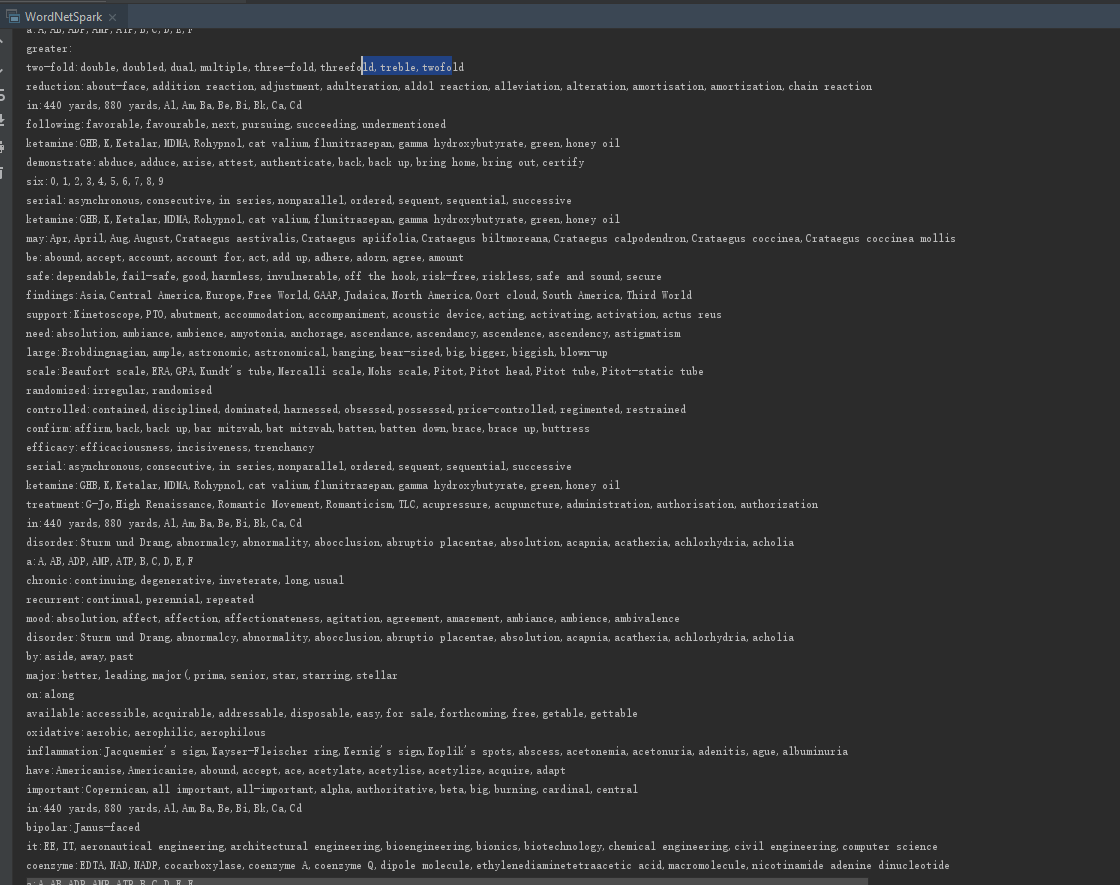 WordNetSpark
a:A,AB,ADP,AMP,ATP,B,C,D,E,F
greater:
two-fold:double,doubled,dual,multiple,three-fold,threefold,treble,twofold
reduction:about-face,addition reaction,adjustment,adulteration,aldol reaction,alleviation,alteration,amortisation,amortization,chain reaction
in:440 yards,880 yards,Al,Am,Ba,Be,Bi,Bk,Ca,Cd
following:favorable,favourable,next,pursuing,succeeding,undermentioned
ketamine:GHB,K,Ketalar,MDMA,Rohypnol,cat valium,flunitrazepan,gamma hydroxybutyrate,green,honey oil
demonstrate:abduce,adduce,arise,attest,authenticate,back,back up,bring home,bring out,certify
six:0,1,2,3,4,5,6,7,8,9
serial:asynchronous,consecutive,in series,nonparallel,ordered,sequent,sequential,successive
ketamine:GHB,K,Ketalar,MDMA,Rohypnol,cat valium,flunitrazepan,gamma hydroxybutyrate,green,honey oil
may:Apr,April,Aug,August,Crataegus aestivalis,Crataegus apiifolia,Crataegus biltmoreana,Crataegus calpodendron,Crataegus coccinea,Crataegus coccinea mollis
be:abound,accept,account,account for,act,add up,adhere,adorn,agree,amount
safe:dependable,fail-safe,good,harmless,invulnerable,off the hook,risk-free,riskless,safe and sound,secure
findings:Asia,Central America,Europe,Free World,GAAP,Judaica,North America,Oort cloud,South America,Third World
support:Kinetoscope,PTO,abutment,accommodation,accompaniment,acoustic device,acting,activating,activation,actus reus
need:absolution,ambiance,ambience,amyotonia,anchorage,ascendance,ascendancy,ascendence,ascendency,astigmatism
large:Brobdingnagian,ample,astronomic,astronomical,banging,bear-sized,big,bigger,biggish,blown-up
scale:Beaufort scale,ERA,GPA,Kundt's tube,Mercalli scale,Mohs scale,Pitot,Pitot head,Pitot tube,Pitot-static tube
randomized:irregular,randomised
controlled:contained,disciplined,dominated,harnessed,obsessed,possessed,price-controlled,regimented,restrained
confirm:affirm,back,back up,bar mitzvah,bat mitzvah,batten,batten down,brace,brace up,buttress
efficacy:efficaciousness,incisiveness,trenchancy
serial:asynchronous,consecutive,in series,nonparallel,ordered,sequent,sequential,successive
ketamine:GHB,K,Ketalar,MDMA,Rohypnol,cat valium,flunitrazepan,gamma hydroxybutyrate,green,honey oil
treatment:G-Jo,High Renaissance,Romantic Movement,Romanticism,TLC,acupressure,acupuncture,administration,authorisation,authorization
in:440 yards,880 yards,Al,Am,Ba,Be,Bi,Bk,Ca,Cd
disorder:Sturm und Drang,abnormalcy,abnormality,abocclusion,abruptio placentae,absolution,acapnia,acathexia,achlorhydria,acholia
a:A,AB,ADP,AMP,ATP,B,C,D,E,F
chronic:continuing,degenerative,inveterate,long,usual
recurrent:continual,perennial,repeated
mood:absolution,affect,affection,affectionateness,agitation,agreement,amazement,ambiance,ambience,ambivalence
disorder:Sturm und Drang,abnormalcy,abnormality,abocclusion,abruptio placentae,absolution,acapnia,acathexia,achlorhydria,acholia
by:aside,away,past
major:better,leading,major(,prima,senior,star,starring,stellar
on:along
available:accessible,acquirable,addressable,disposable,easy,for sale,forthcoming,free,getable,gettable
oxidative:aerobic,aerophilic,aerophilous
inflammation:Jacquemier's sign,Kayser-Fleischer ring,Kernig's sign,Koplik's spots,abscess,acetonemia,acetonuria,adenitis,ague,albuminuria
have:Americanise,Americanize,abound,accept,ace,acetylate,acetylise,acetylize,acquire,adapt
important:Copernican,all important,all-important,alpha,authoritative,beta,big,burning,cardinal,central
in:440 yards,880 yards,Al,Am,Ba,Be,Bi,Bk,Ca,Cd
bipolar:Janus-faced
it:EE,IT,aeronautical engineering,architectural engineering,bioengineering,bionics,biotechnology,chemical engineering,civil engineering,computer science
coenzyme:EDTA,NAD,NADP,cocarboxylase,coenzyme A,coenzyme Q,dipole molecule,ethylenediaminetetraacetic acid,macromolecule,nicotinamide adenine dinucleotide
a:A,AB,ADP,AMP,ATP,B,C,D,E,F